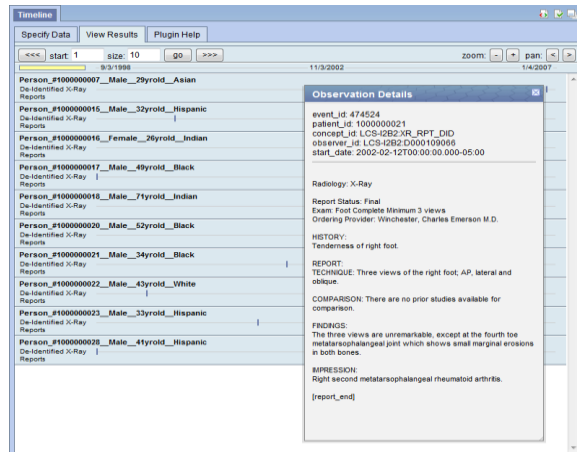 Timeline
Specify Data View Results Plugin Help
<<< start: 1 size: 10 go >>> zoom: - + pan: < >
9/3/1998 11/3/2002 1/4/2007
Person_#1000000007__Male__29yrold__Asian
De-Identified X-Ray
Reports
Person_#1000000015__Male__32yrold__Hispanic
De-Identified X-Ray
Reports
Person_#1000000016__Female__26yrold__Indian
De-Identified X-Ray
Reports
Person_#1000000017__Male__49yrold__Black
De-Identified X-Ray
Reports
Person_#1000000018__Male__71yrold__Indian
De-Identified X-Ray
Reports
Person_#1000000020__Male__52yrold__Black
De-Identified X-Ray
Reports
Person_#1000000021__Male__34yrold__Black
De-Identified X-Ray
Reports
Person_#1000000022__Male__43yrold__White
De-Identified X-Ray
Reports
Person_#1000000023__Male__33yrold__Hispanic
De-Identified X-Ray
Reports
Person_#1000000028__Male__41yrold__Hispanic
De-Identified X-Ray
Reports
Observation Details
event_id: 474524
patient_id: 1000000021
concept_id: LCS-I2B2:XR_RPT_DID
observer_id: LCS-I2B2:D000109066
start_date: 2002-02-12T00:00:00.000-05:00
Radiology: X-Ray
Report Status: Final
Exam: Foot Complete Minimum 3 views
Ordering Provider: Winchester, Charles Emerson M.D.
HISTORY:
Tenderness of right foot.
REPORT:
TECHNIQUE: Three views of the right foot; AP, lateral and
oblique.
COMPARISON: There are no prior studies available for
comparison.
FINDINGS:
The three views are unremarkable, except at the fourth toe
metatarsophalangeal joint which shows small marginal erosions
in both bones.
IMPRESSION:
Right second metatarsophalangeal rheumatoid arthritis.
[report_end]